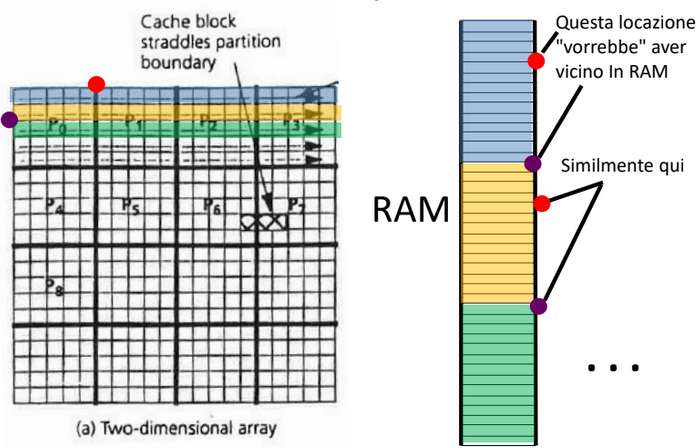 Cache block
straddles partition
boundary
P0
P1
P2
P3
P4
P5
P6
P7
P8
(a) Two-dimensional array
RAM
Questa locazione
"vorrebbe" aver
vicino In RAM
Similmente qui
. . .